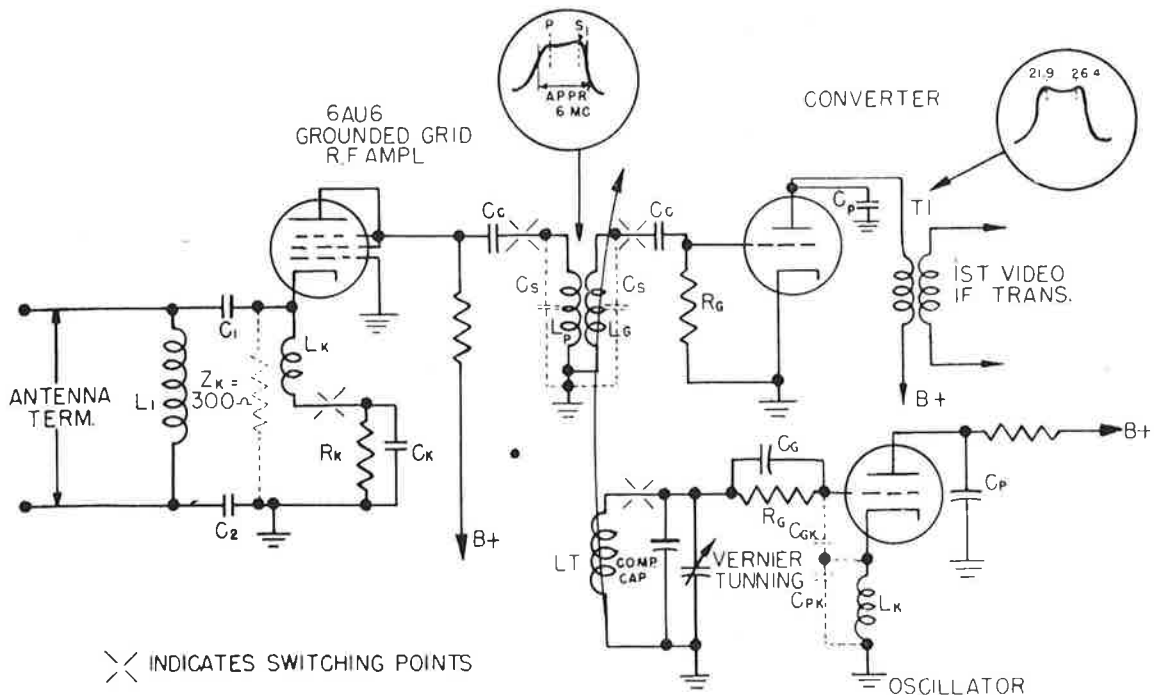 P S
APPR
6 MC
21.9 26 4
CONVERTER
6AU6
GROUNDED GRID
R.F AMPL
CC
CC
CP
T1
1ST VIDEO
IF TRANS.
B+
CS
CS
LP
LG
RG
C1
LK
ZK =
300Ω
ANTENNA
TERM.
L1
RK
CK
C2
B+
CG
RG
CGK
B+
CP
LT
COMP.
CAP
VERNIER
TUNNING
CPK
LK
INDICATES SWITCHING POINTS
OSCILLATOR